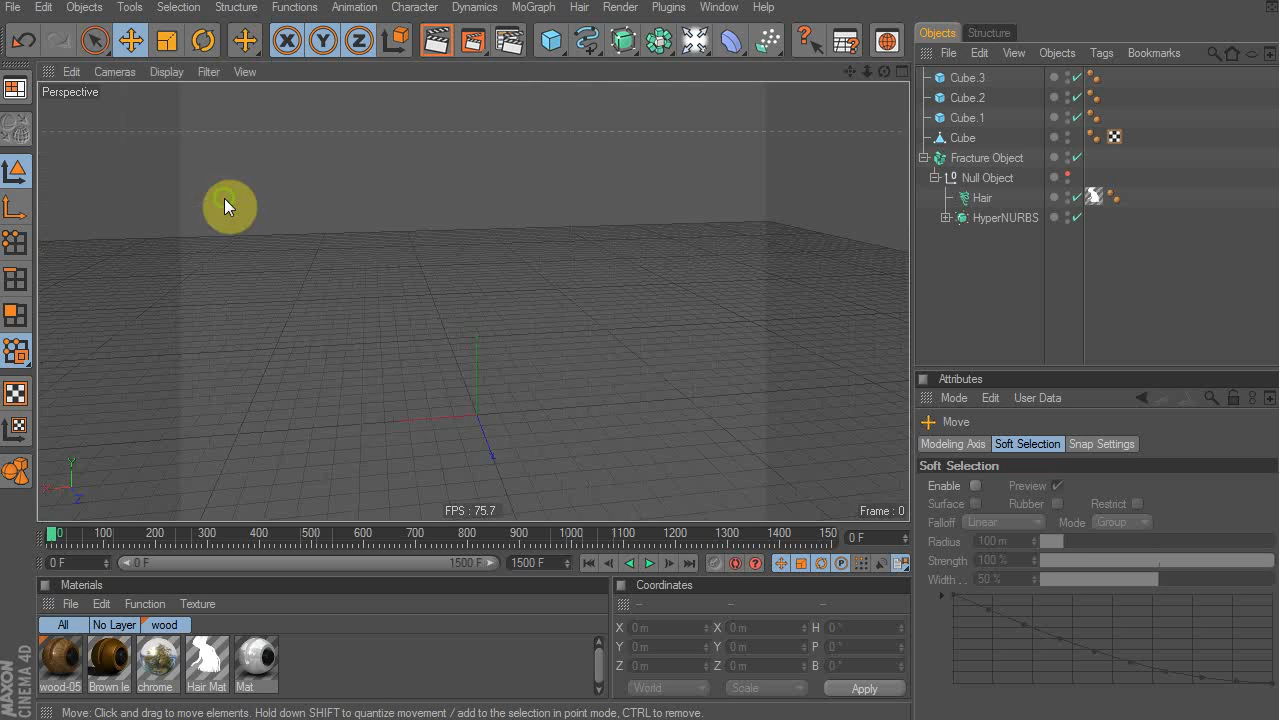 File Edit Objects Tools Selection Structure Functions Animation Character Dynamics MoGraph Hair Render Plugins Window Help
Objects Structure
File Edit View Objects Tags Bookmarks
Edit Cameras Display Filter View
Perspective
Cube.3
Cube.2
Cube.1
Cube
Fracture Object
Null Object
Hair
HyperNURBS
Attributes
Mode Edit User Data
Move
Modeling Axis Soft Selection Snap Settings
Soft Selection
Enable Preview
Surface Rubber Restrict
Falloff Linear Mode Group
Radius 100 m
Strength 100 %
Width . . 50 %
X Y Z
FPS : 75.7
Frame : 0
0 100 200 300 400 500 600 700 800 900 1000 1100 1200 1300 1400 150 0 F
0 F 0 F 1500 F 1500 F
Materials
File Edit Function Texture
All No Layer wood
wood-05 Brown le chrome Hair Mat Mat
Coordinates
-- -- --
X 0 m X 0 m H 0 °
Y 0 m Y 0 m P 0 °
Z 0 m Z 0 m B 0 °
World Scale Apply
MAXON
CINEMA 4D
Move: Click and drag to move elements. Hold down SHIFT to quantize movement / add to the selection in point mode, CTRL to remove.